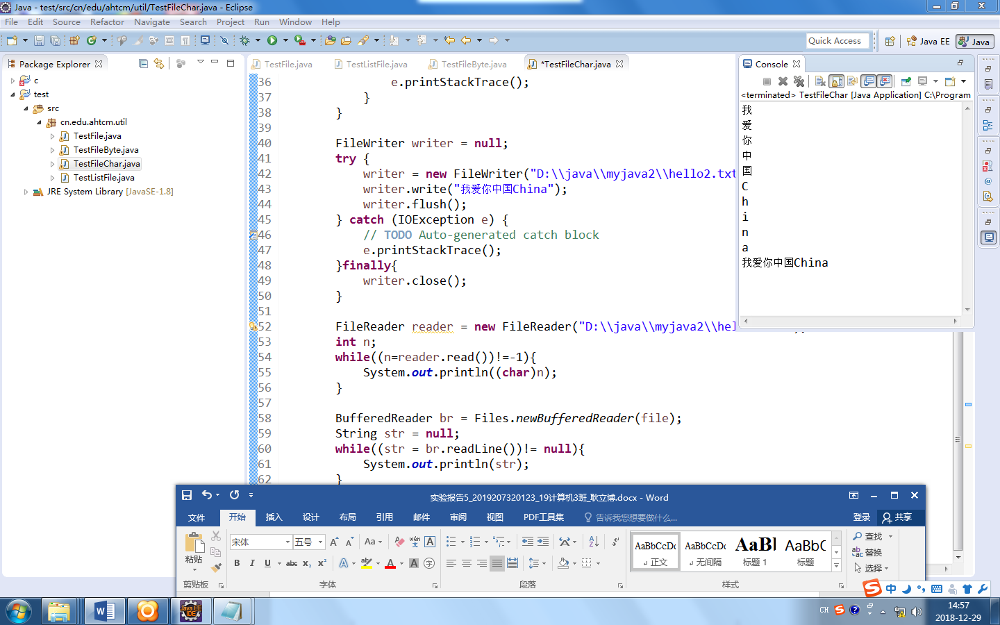 Java - test/src/cn/edu/ahtcm/util/TestFileChar.java - Eclipse
File Edit Source Refactor Navigate Search Project Run Window Help
Quick Access
Java EE
Java
Package Explorer
c
test
src
cn.edu.ahtcm.util
TestFile.java
TestFileByte.java
TestFileChar.java
TestListFile.java
JRE System Library [JavaSE-1.8]
TestFile.java
TestListFile.java
TestFileByte.java
*TestFileChar.java
36 e.printStackTrace();
37 }
38 }
39
40 FileWriter writer = null;
41 try {
42 writer = new FileWriter("D:\\java\\myjava2\\hello2.txt
43 writer.write("我爱你中国China");
44 writer.flush();
45 } catch (IOException e) {
46 // TODO Auto-generated catch block
47 e.printStackTrace();
48 }finally{
49 writer.close();
50 }
51
52 FileReader reader = new FileReader("D:\\java\\myjava2\\hel
53 int n;
54 while((n=reader.read())!=-1){
55 System.out.println((char)n);
56 }
57
58 BufferedReader br = Files.newBufferedReader(file);
59 String str = null;
60 while((str = br.readLine())!= null){
61 System.out.println(str);
62 }
Console
<terminated> TestFileChar [Java Application] C:\Program
我
爱
你
中
国
C
h
i
n
a
我爱你中国China
实验报告5_2019207320123_19计算机3班_耿立博.docx - Word
文件 开始 插入 设计 布局 引用 邮件 审阅 视图 PDF工具集 告诉我您想要做什么... 登录 共享
粘贴
剪贴板
宋体 五号
B I U abc x₂ x²
Aa wén A
字体
段落
AaBbCcDc 正文
AaBbCcDc 无间隔
AaBl 标题 1
AaBbC 标题
样式
查找
替换
选择
中
CH
14:57
2018-12-29